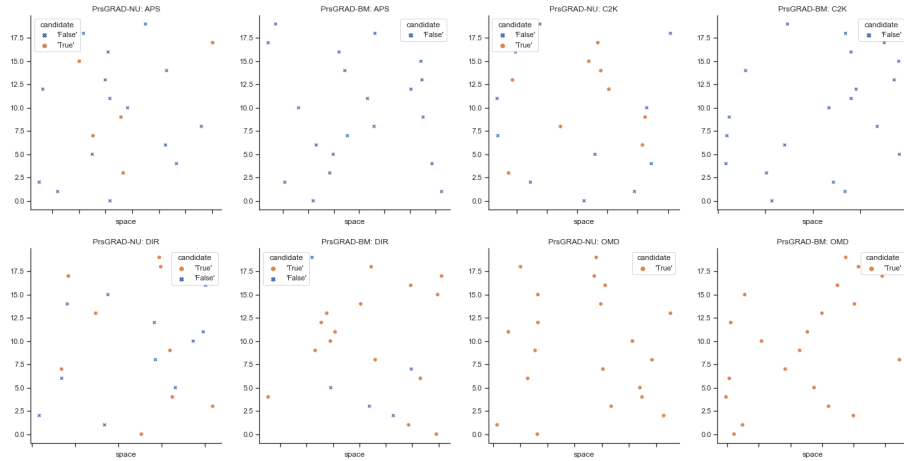 PrsGRAD-NU: APS
candidate
'False'
'True'
17.5
15.0
12.5
10.0
7.5
5.0
2.5
0.0
space
PrsGRAD-BM: APS
candidate
'False'
17.5
15.0
12.5
10.0
7.5
5.0
2.5
0.0
space
PrsGRAD-NU: C2K
candidate
'False'
'True'
17.5
15.0
12.5
10.0
7.5
5.0
2.5
0.0
space
PrsGRAD-BM: C2K
candidate
'False'
17.5
15.0
12.5
10.0
7.5
5.0
2.5
0.0
space
PrsGRAD-NU: DIR
candidate
'True'
'False'
17.5
15.0
12.5
10.0
7.5
5.0
2.5
0.0
space
PrsGRAD-BM: DIR
candidate
'True'
'False'
17.5
15.0
12.5
10.0
7.5
5.0
2.5
0.0
space
PrsGRAD-NU: OMD
candidate
'True'
17.5
15.0
12.5
10.0
7.5
5.0
2.5
0.0
space
PrsGRAD-BM: OMD
candidate
'True'
17.5
15.0
12.5
10.0
7.5
5.0
2.5
0.0
space